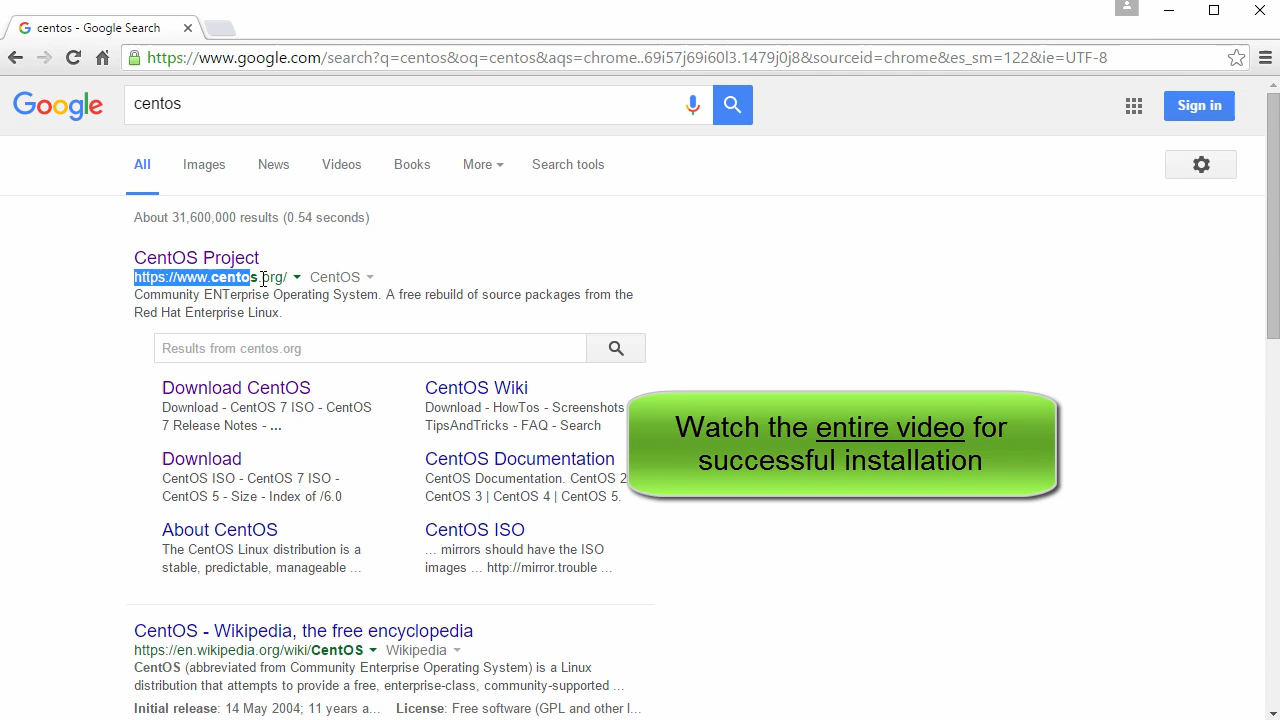 centos - Google Search
https://www.google.com/search?q=centos&oq=centos&aqs=chrome..69i57j69i60l3.1479j0j8&sourceid=chrome&es_sm=122&ie=UTF-8
Google
centos
Sign in
All Images News Videos Books More Search tools
About 31,600,000 results (0.54 seconds)
CentOS Project
https://www.centos.org/ CentOS
Community ENTerprise Operating System. A free rebuild of source packages from the
Red Hat Enterprise Linux.
Results from centos.org
Download CentOS
Download - CentOS 7 ISO - CentOS
7 Release Notes - ...
CentOS Wiki
Download - HowTos - Screenshots
TipsAndTricks - FAQ - Search
Download
CentOS ISO - CentOS 7 ISO -
CentOS 5 - Size - Index of /6.0
CentOS Documentation
CentOS Documentation. CentOS 2
CentOS 3 | CentOS 4 | CentOS 5.
About CentOS
The CentOS Linux distribution is a
stable, predictable, manageable ...
CentOS ISO
... mirrors should have the ISO
images ... http://mirror.trouble ...
Watch the entire video for
successful installation
CentOS - Wikipedia, the free encyclopedia
https://en.wikipedia.org/wiki/CentOS Wikipedia
CentOS (abbreviated from Community Enterprise Operating System) is a Linux
distribution that attempts to provide a free, enterprise-class, community-supported ...
Initial release: 14 May 2004; 11 years a... License: Free software (GPL and other l...